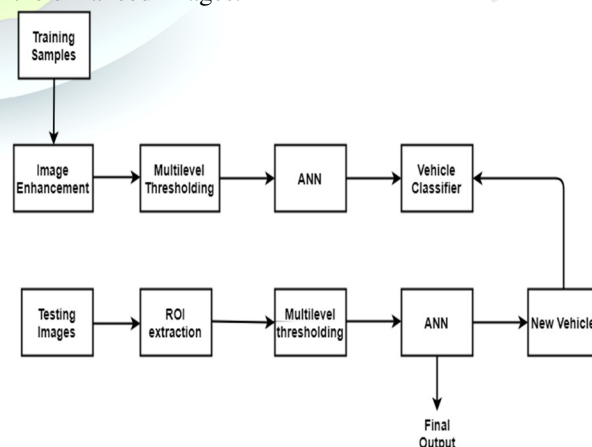 Training
Samples
Image
Enhancement
Multilevel
Thresholding
ANN
Vehicle
Classifier
Testing
Images
ROI
extraction
Multilevel
thresholding
ANN
New Vehicle
Final
Output